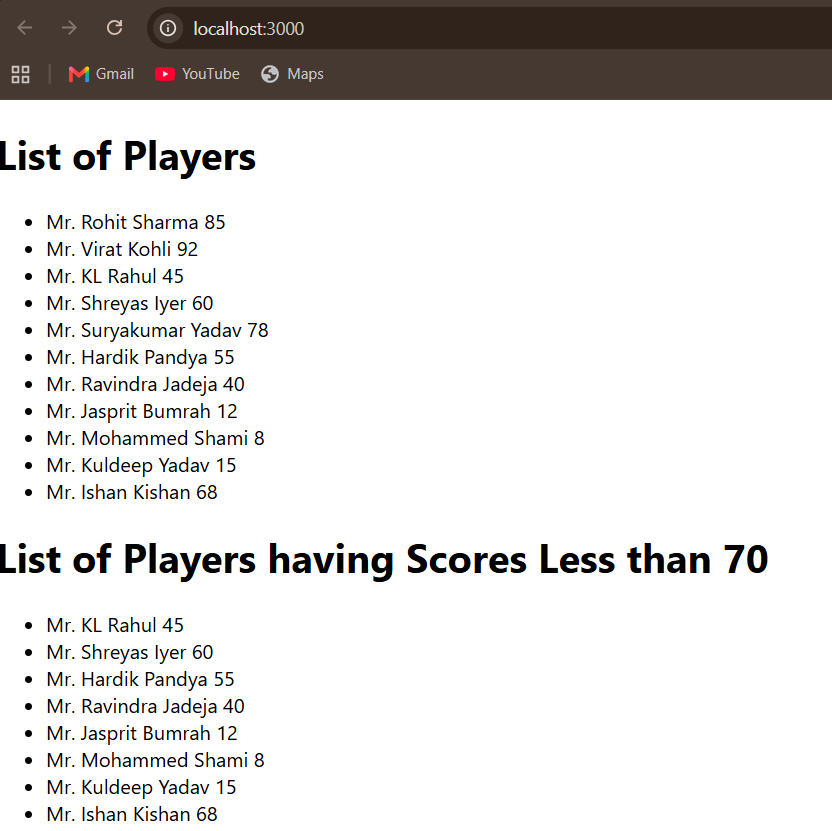 localhost:3000
Gmail YouTube Maps
List of Players
Mr. Rohit Sharma 85
Mr. Virat Kohli 92
Mr. KL Rahul 45
Mr. Shreyas Iyer 60
Mr. Suryakumar Yadav 78
Mr. Hardik Pandya 55
Mr. Ravindra Jadeja 40
Mr. Jasprit Bumrah 12
Mr. Mohammed Shami 8
Mr. Kuldeep Yadav 15
Mr. Ishan Kishan 68
List of Players having Scores Less than 70
Mr. KL Rahul 45
Mr. Shreyas Iyer 60
Mr. Hardik Pandya 55
Mr. Ravindra Jadeja 40
Mr. Jasprit Bumrah 12
Mr. Mohammed Shami 8
Mr. Kuldeep Yadav 15
Mr. Ishan Kishan 68